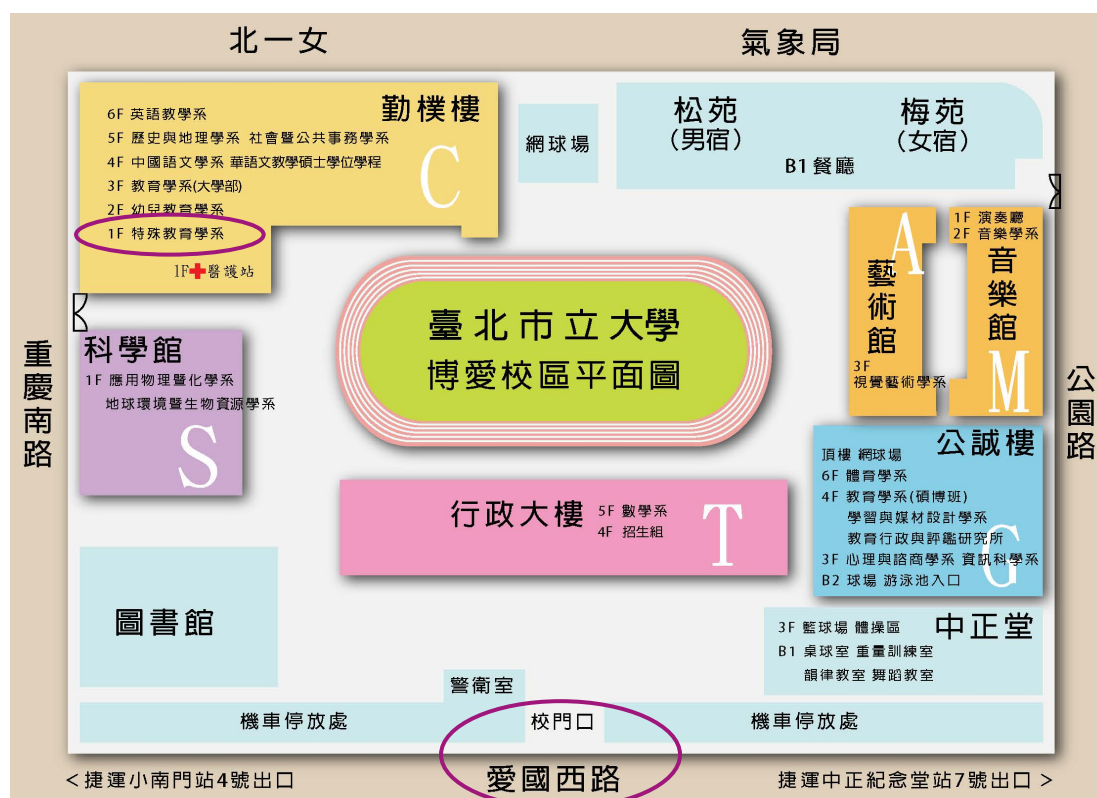 北一女
氣象局
勤樸樓
6F 英語教學系
5F 歷史與地理學系 社會暨公共事務學系
4F 中國語文學系 華語文教學碩士學位學程
3F 教育學系(大學部)
2F 幼兒教育學系
1F 特殊教育學系
1F 醫護站
C
網球場
松苑
(男宿)
梅苑
(女宿)
B1 餐廳
A
藝術館
3F
視覺藝術學系
1F 演奏廳
2F 音樂學系
音樂館
M
臺北市立大學
博愛校區平面圖
重慶南路
科學館
1F 應用物理暨化學系
地球環境暨生物資源學系
S
公園路
公誠樓
頂樓 網球場
6F 體育學系
4F 教育學系(碩博班)
學習與媒材設計學系
教育行政與評鑑研究所
3F 心理與諮商學系 資訊科學系
B2 球場 游泳池入口
G
行政大樓
5F 數學系
4F 招生組
T
圖書館
中正堂
3F 籃球場 體操區
B1 桌球室 重量訓練室
韻律教室 舞蹈教室
警衛室
機車停放處
校門口
機車停放處
<捷運小南門站4號出口
愛國西路
捷運中正紀念堂站7號出口 >